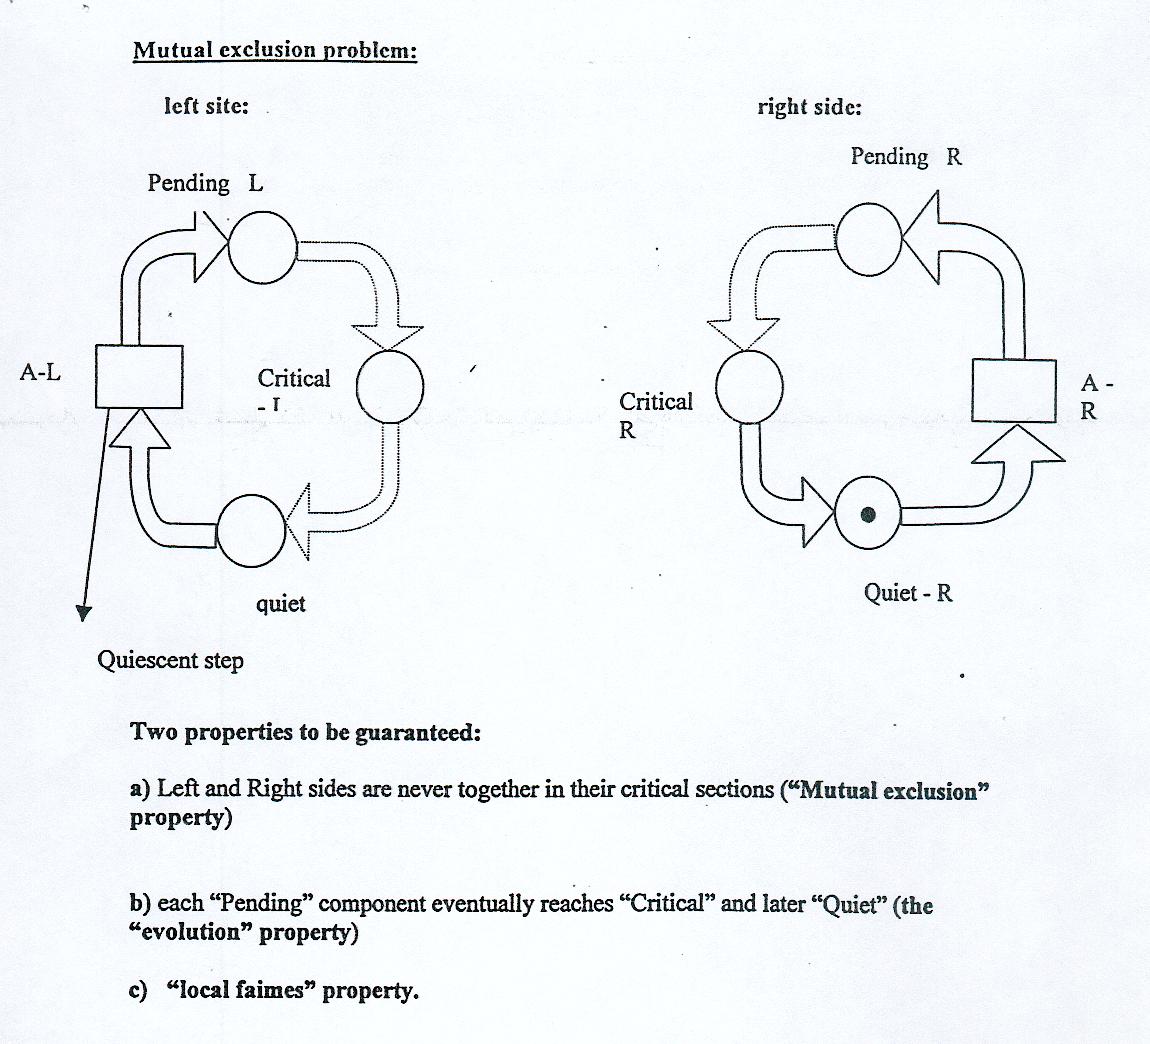 Mutual exclusion problem:
left site:
right side:
Pending R
Pending L
A-L
Critical
- I
Critical
R
A -
R
quiet
Quiet - R
Quiescent step
Two properties to be guaranteed:
a) Left and Right sides are never together in their critical sections (“Mutual exclusion”
property)
b) each “Pending” component eventually reaches “Critical” and later “Quiet” (the
“evolution” property)
c) “local faimes” property.